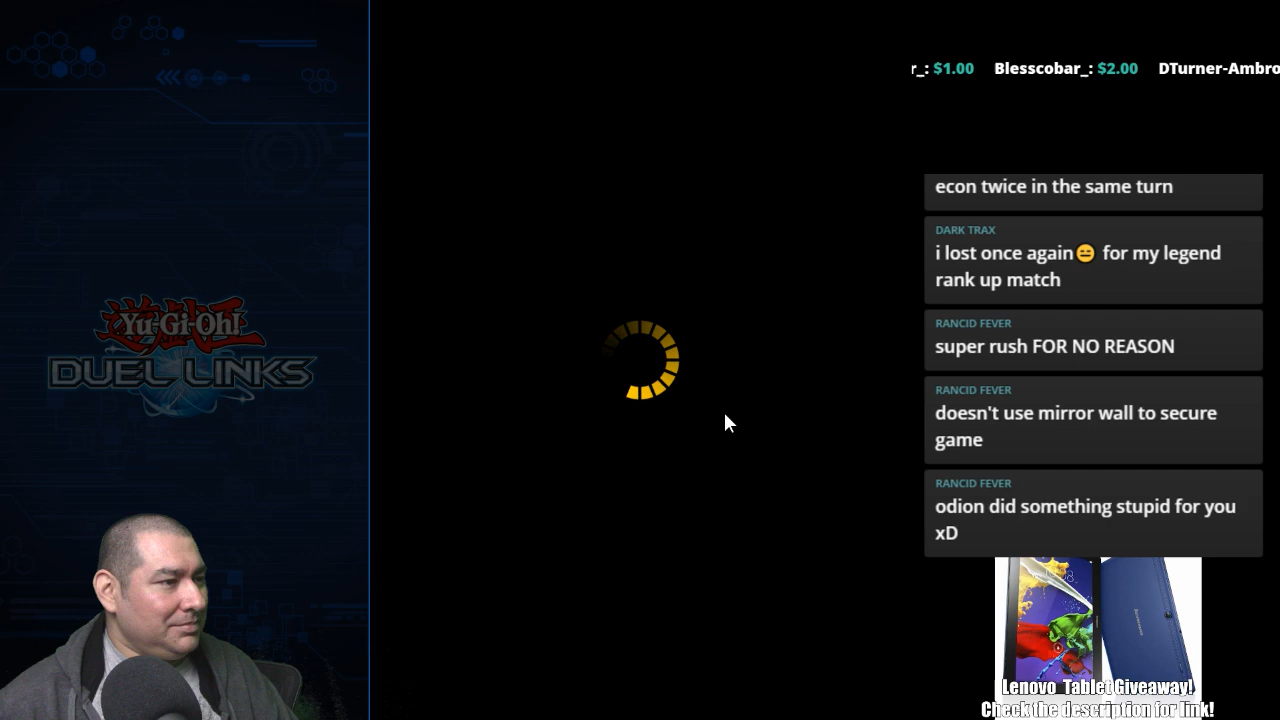 r_: $1.00 Blesscobar_: $2.00 DTurner-Ambro
econ twice in the same turn
DARK TRAX
i lost once again😑 for my legend
rank up match
RANCID FEVER
super rush FOR NO REASON
RANCID FEVER
doesn't use mirror wall to secure
game
RANCID FEVER
odion did something stupid for you
xD
遊☆戯☆王
Yu-Gi-Oh!
DUEL LINKS
Lenovo Tablet Giveaway!
Check the description for link!